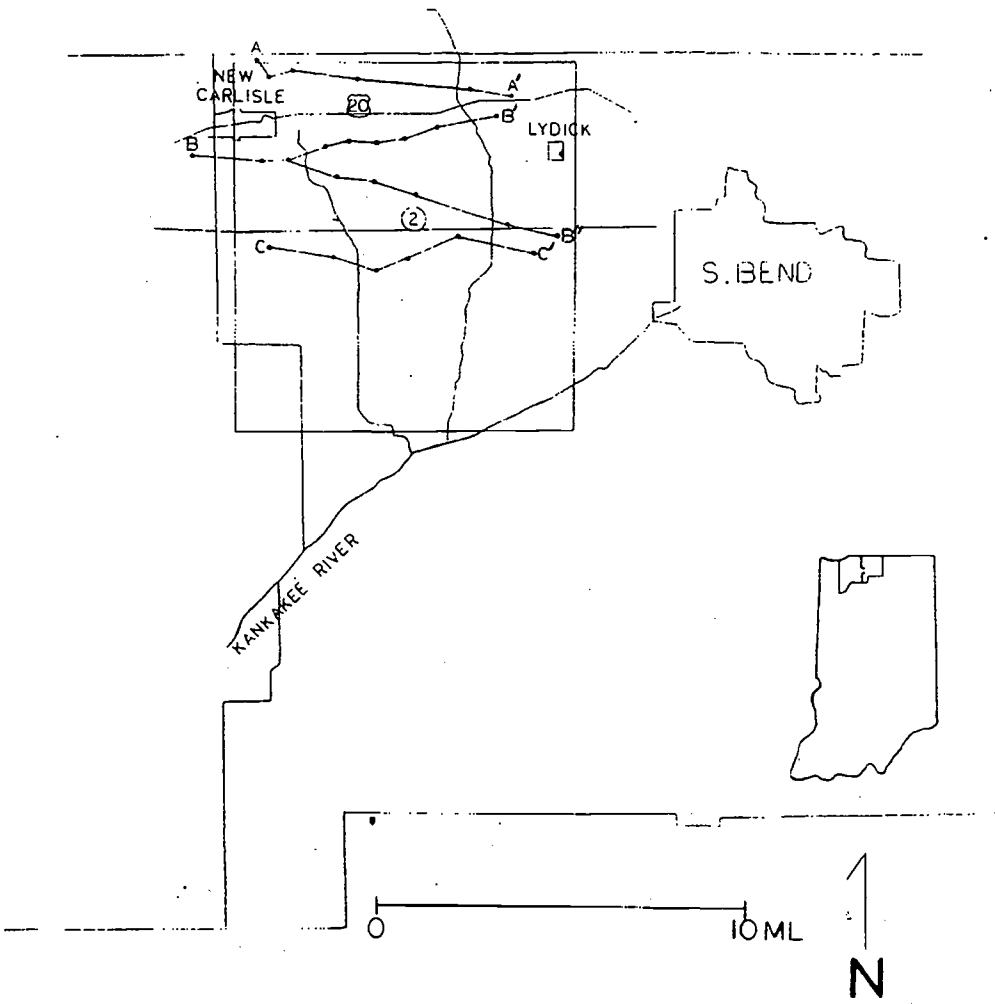 A
NEW
CARLISLE
20
A'
B'
LYDICK
B
2
B"
C
C'
S. BEND
KANKAKEE RIVER
0
10 ML
N